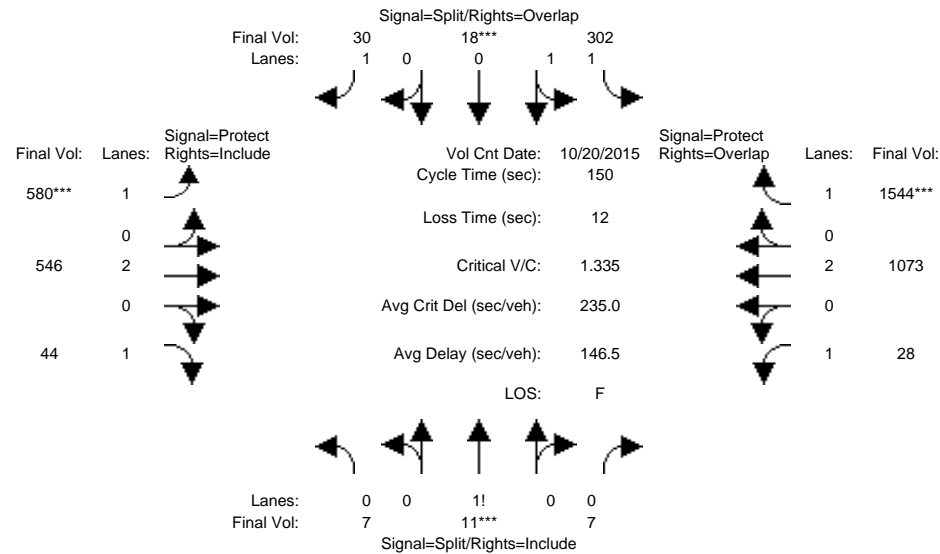 Signal=Split/Rights=Overlap
Final Vol: 30 18*** 302
Lanes: 1 0 0 1 1
Signal=Protect
Final Vol: Lanes: Rights=Include
Vol Cnt Date: 10/20/2015
Signal=Protect
Rights=Overlap Lanes: Final Vol:
Cycle Time (sec): 150
580*** 1
1 1544***
Loss Time (sec): 12
0
0
546 2
Critical V/C: 1.335
2 1073
0
Avg Crit Del (sec/veh): 235.0
0
44 1
Avg Delay (sec/veh): 146.5
1 28
LOS: F
Lanes: 0 0 1! 0 0
Final Vol: 7 11*** 7
Signal=Split/Rights=Include